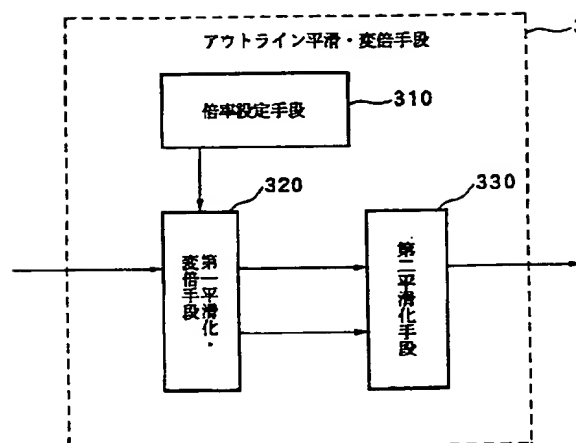 アウトライン平滑・変倍手段
3
倍率設定手段
310
320
330
第一平滑化・
変倍手段
第二平滑化手段